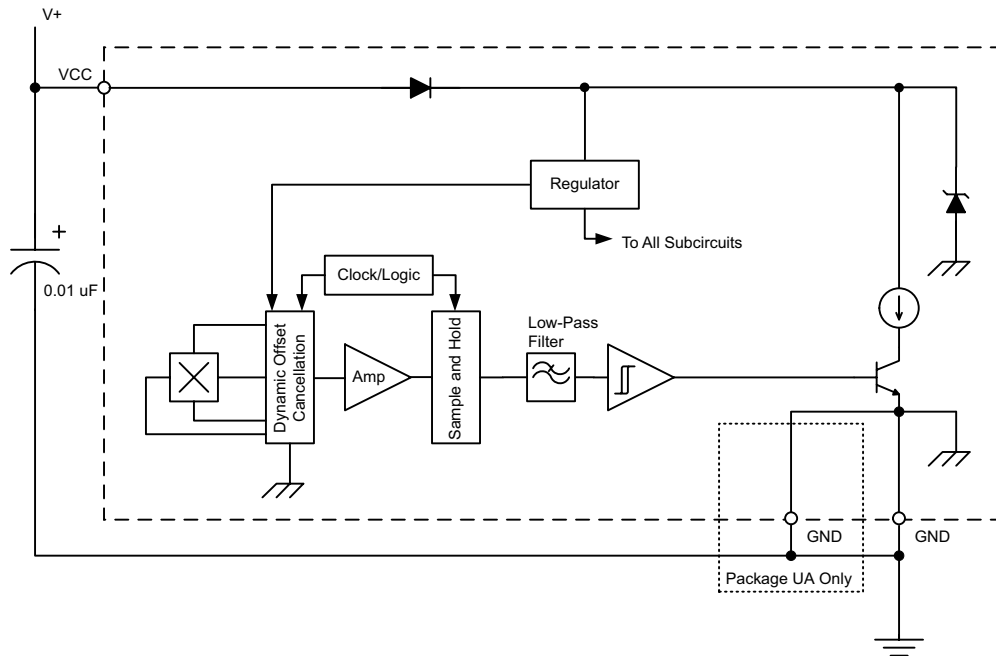 V+
VCC
Regulator
To All Subcircuits
+
0.01 uF
Clock/Logic
Low-Pass
Filter
Dynamic Offset
Cancellation
Amp
Sample and Hold
GND
GND
Package UA Only